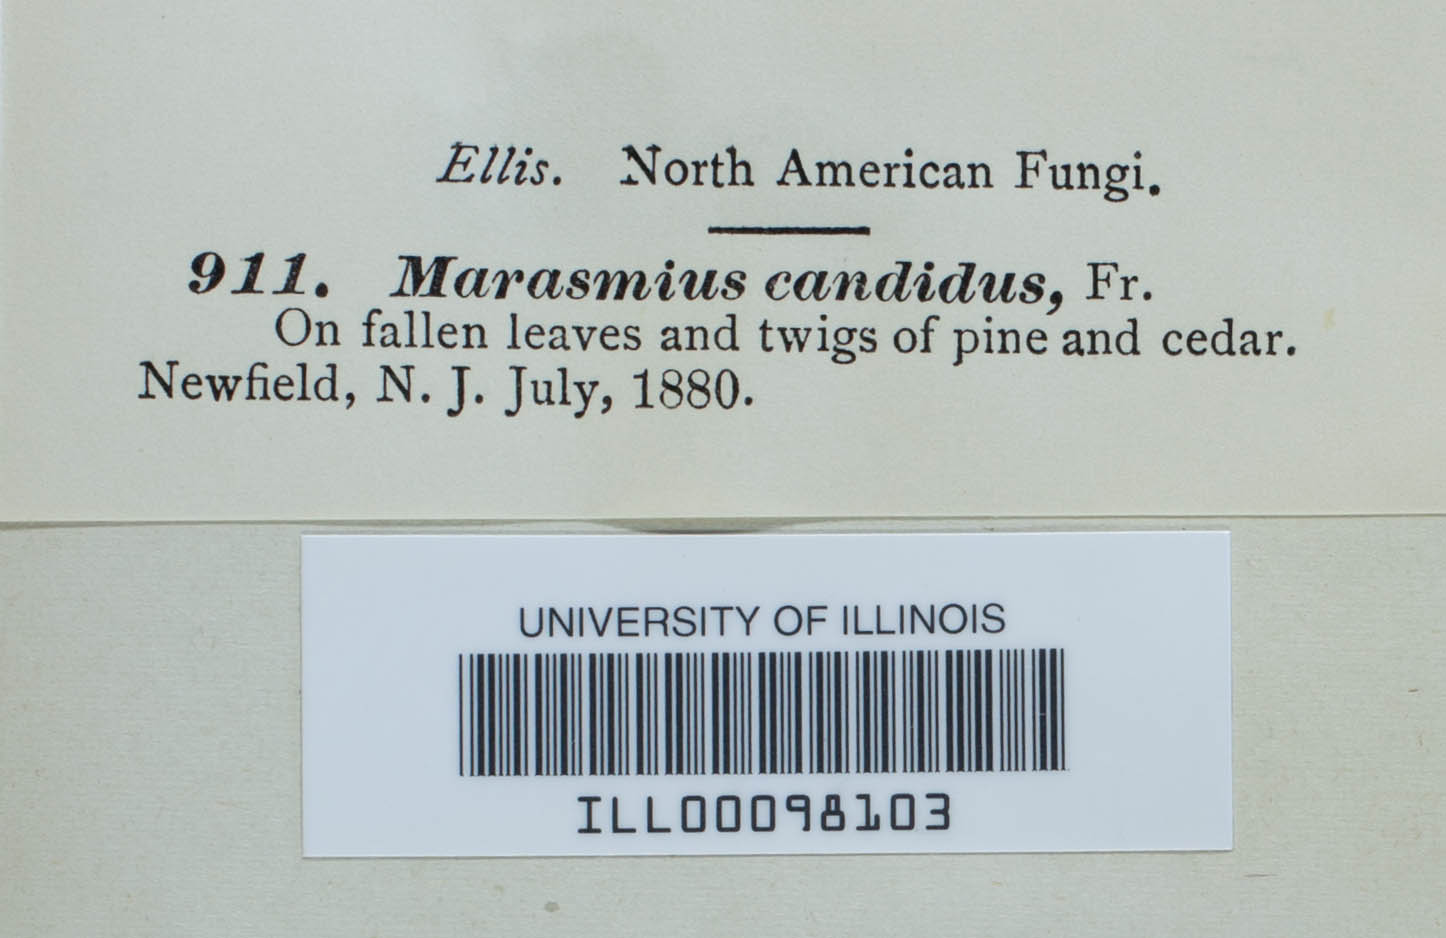 Ellis. North American Fungi.
911. Marasmius candidus, Fr.
On fallen leaves and twigs of pine and cedar.
Newfield, N. J. July, 1880.
UNIVERSITY OF ILLINOIS
ILL00098103